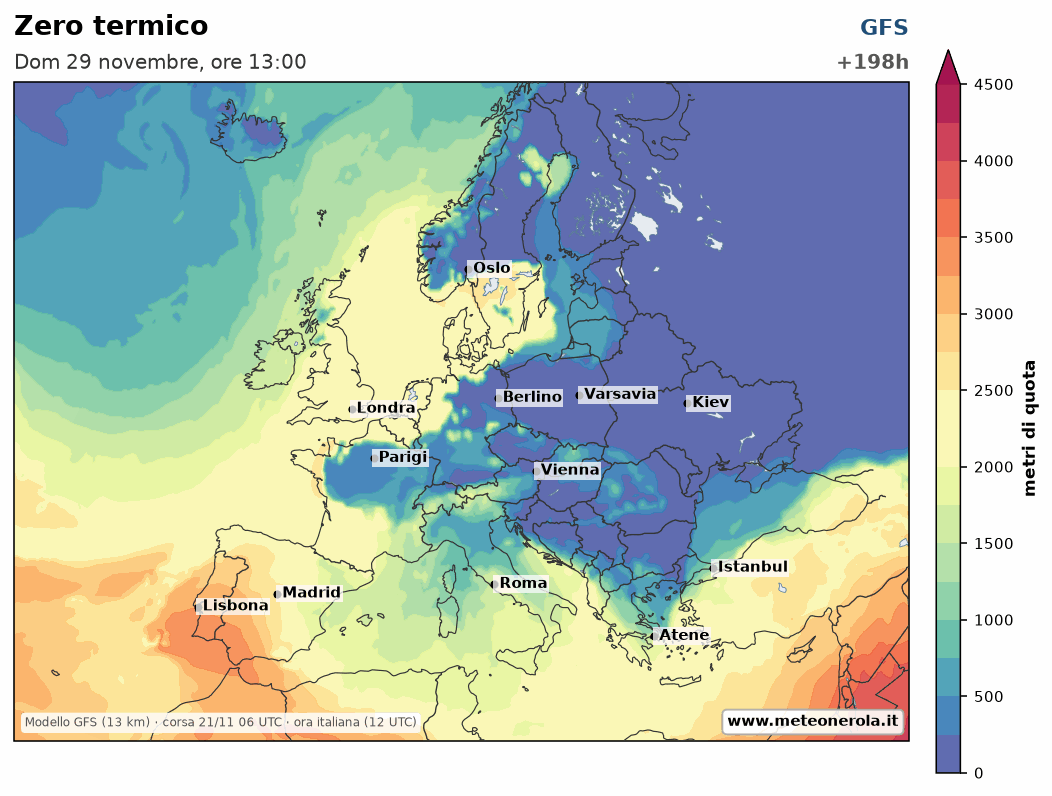 Zero termico
GFS
Dom 29 novembre, ore 13:00
+198h
4500
4000
3500
3000
2500
2000
1500
1000
500
0
metri di quota
Oslo
Londra
Berlino
Varsavia
Kiev
Parigi
Vienna
Istanbul
Roma
Madrid
Lisbona
Atene
Modello GFS (13 km) · corsa 21/11 06 UTC · ora italiana (12 UTC)
www.meteonerola.it